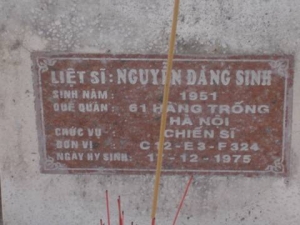 LIỆT SĨ : NGUYỄN ĐĂNG SINH
SINH NĂM : 1951
QUÊ QUÁN : 61 HÀNG TRỐNG
HÀ NỘI
CHỨC VỤ : CHIẾN SĨ
ĐƠN VỊ : C12 - E3 - F324
NGÀY HY SINH : - 12 - 1975